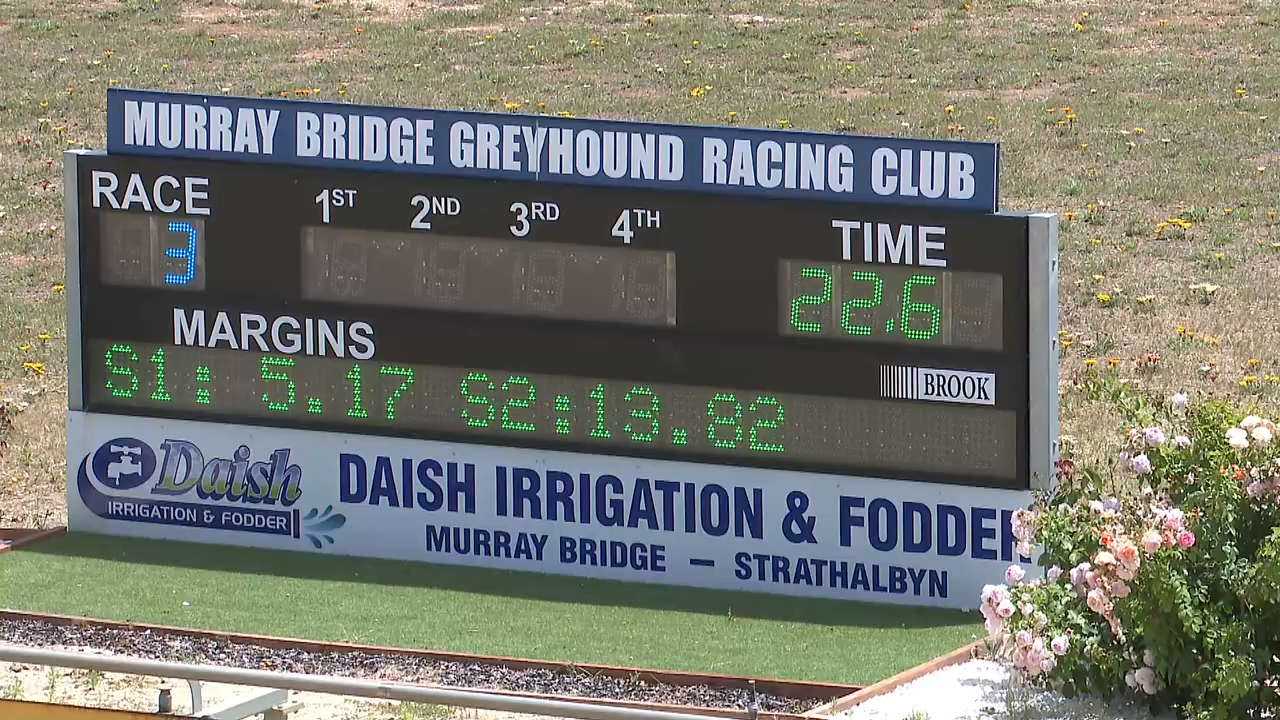 MURRAY BRIDGE GREYHOUND RACING CLUB
RACE 1ST 2ND 3RD 4TH TIME
3 22.6
MARGINS
S1: 5.17 S2:13.82
BROOK
Daish
IRRIGATION & FODDER
DAISH IRRIGATION & FODDER
MURRAY BRIDGE — STRATHALBYN